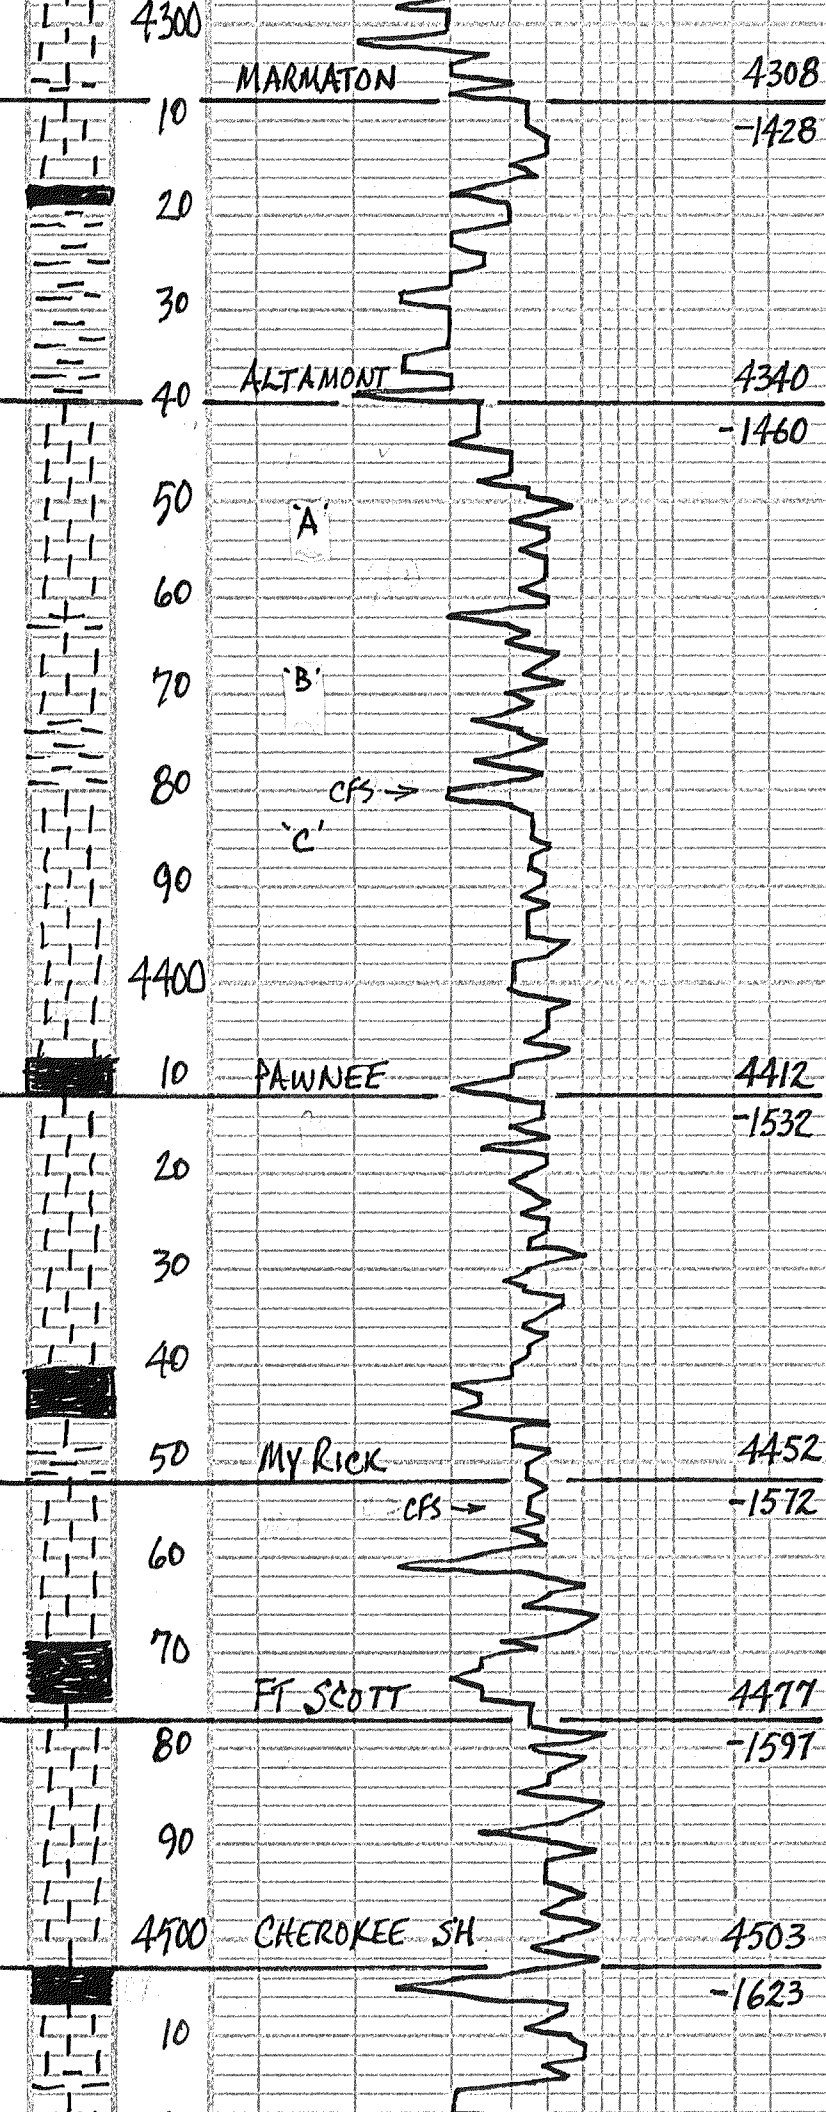 4300
MARMATON 4308
10 -1428
20
30
ALTAMONT 4340
40 -1460
50 'A'
60
70 'B'
80 CFS →
'C'
90
4400
10 PAWNEE 4412
-1532
20
30
40
50 MYRICK 4452
CFS → -1572
60
70
FT SCOTT 4477
80 -1597
90
4500 CHEROKEE SH 4503
-1623
10